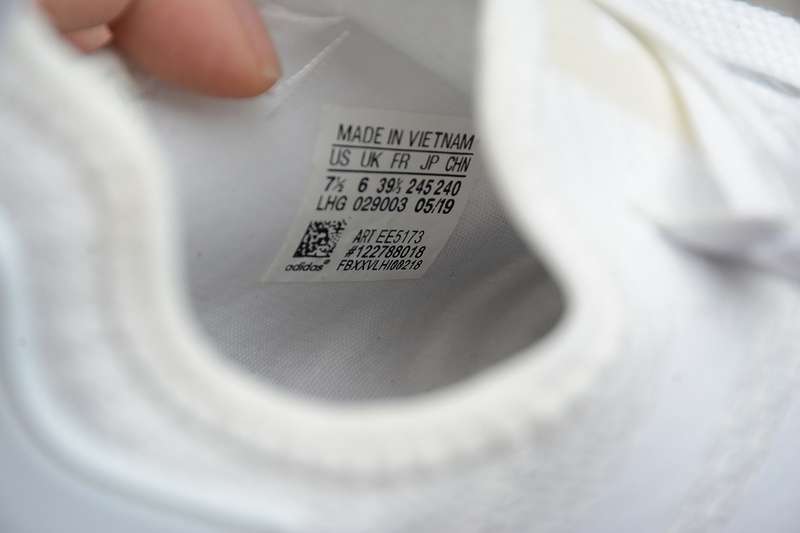 MADE IN VIETNAM
US UK FR JP CHN
7½ 6 39⅓ 245 240
LHG 029003 05/19
ART EE5173
#122788018
adidas FBXXVLHI00218